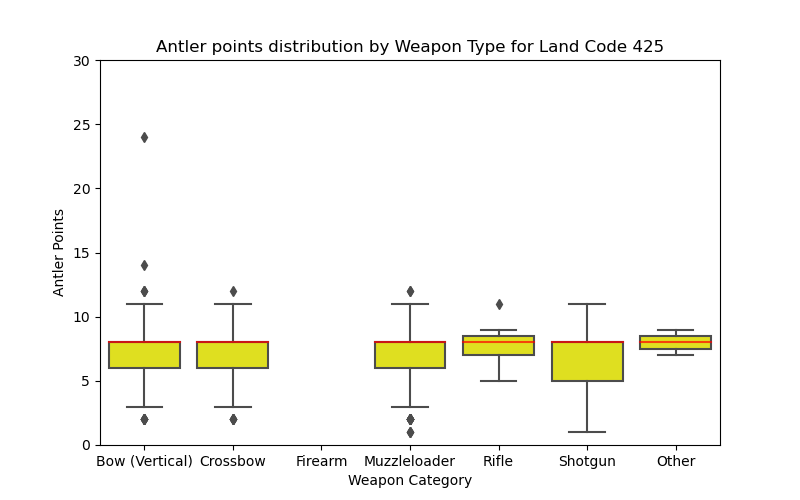 Antler points distribution by Weapon Type for Land Code 425
30
25
20
15
10
5
0
Antler Points
Bow (Vertical) Crossbow Firearm Muzzleloader Rifle Shotgun Other
Weapon Category